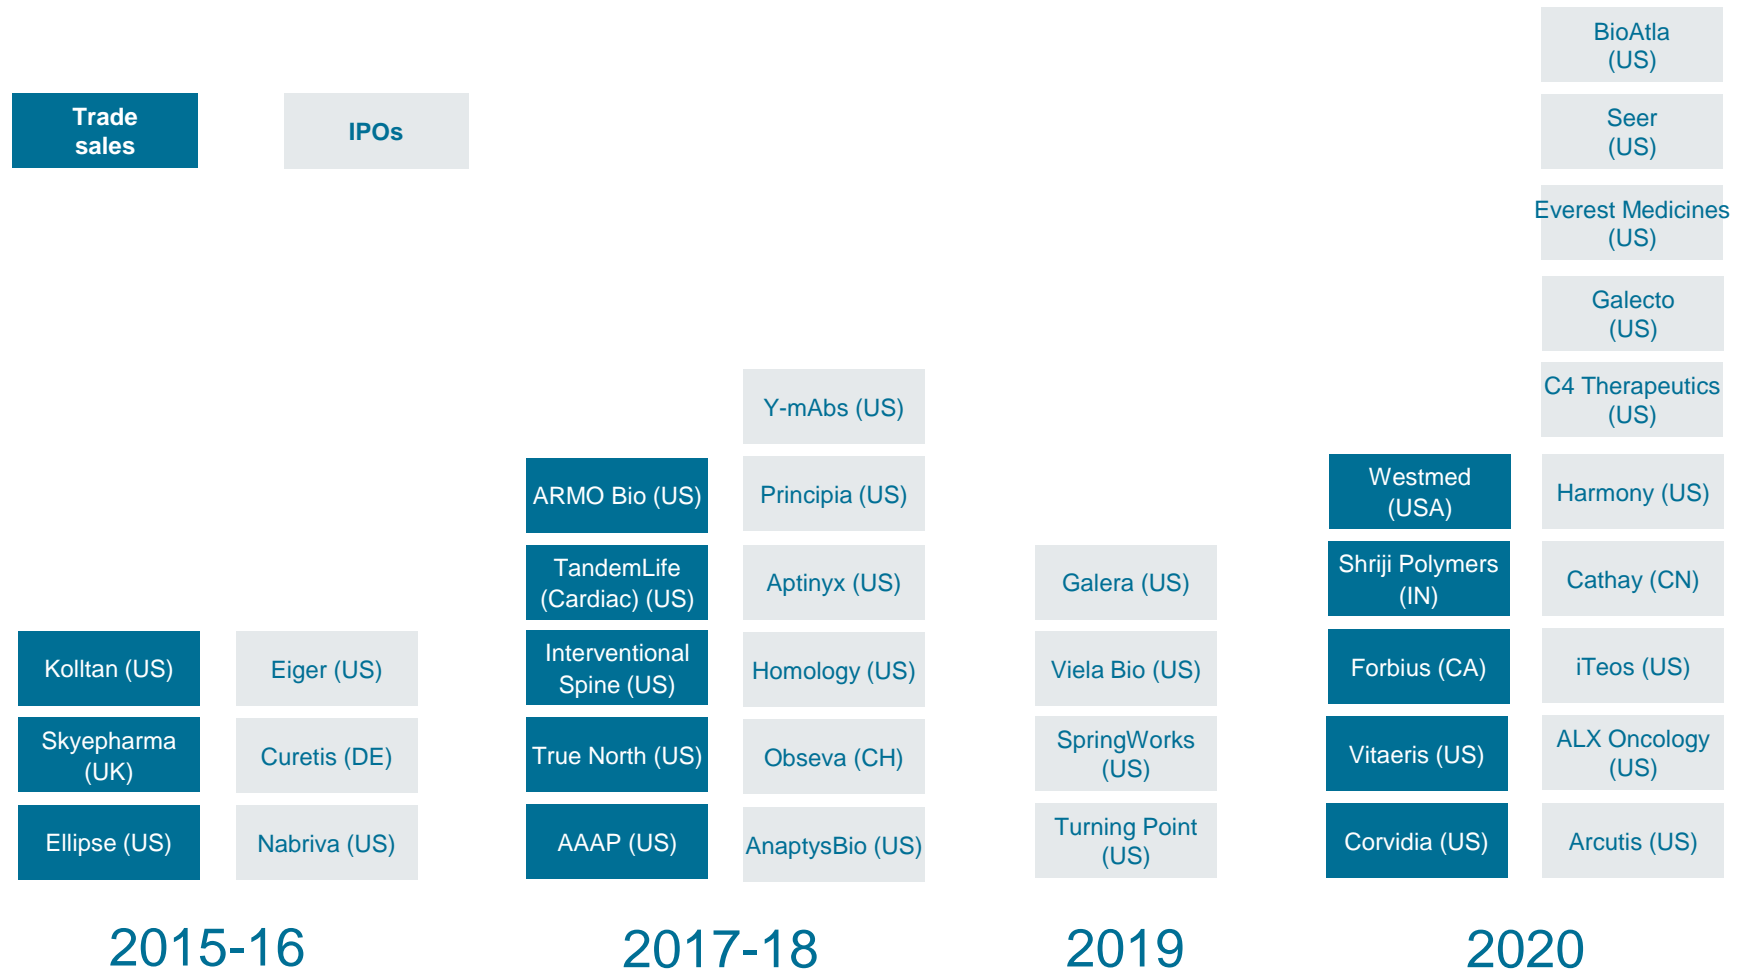 Trade
sales
IPOs
Kolltan (US)
Skyepharma
(UK)
Ellipse (US)
Eiger (US)
Curetis (DE)
Nabriva (US)
2015-16
ARMO Bio (US)
TandemLife
(Cardiac) (US)
Interventional
Spine (US)
True North (US)
AAAP (US)
Y-mAbs (US)
Principia (US)
Aptinyx (US)
Homology (US)
Obseva (CH)
AnaptysBio (US)
2017-18
Galera (US)
Viela Bio (US)
SpringWorks
(US)
Turning Point
(US)
2019
Westmed
(USA)
Shriji Polymers
(IN)
Forbius (CA)
Vitaeris (US)
Corvidia (US)
BioAtla
(US)
Seer
(US)
Everest Medicines
(US)
Galecto
(US)
C4 Therapeutics
(US)
Harmony (US)
Cathay (CN)
iTeos (US)
ALX Oncology
(US)
Arcutis (US)
2020